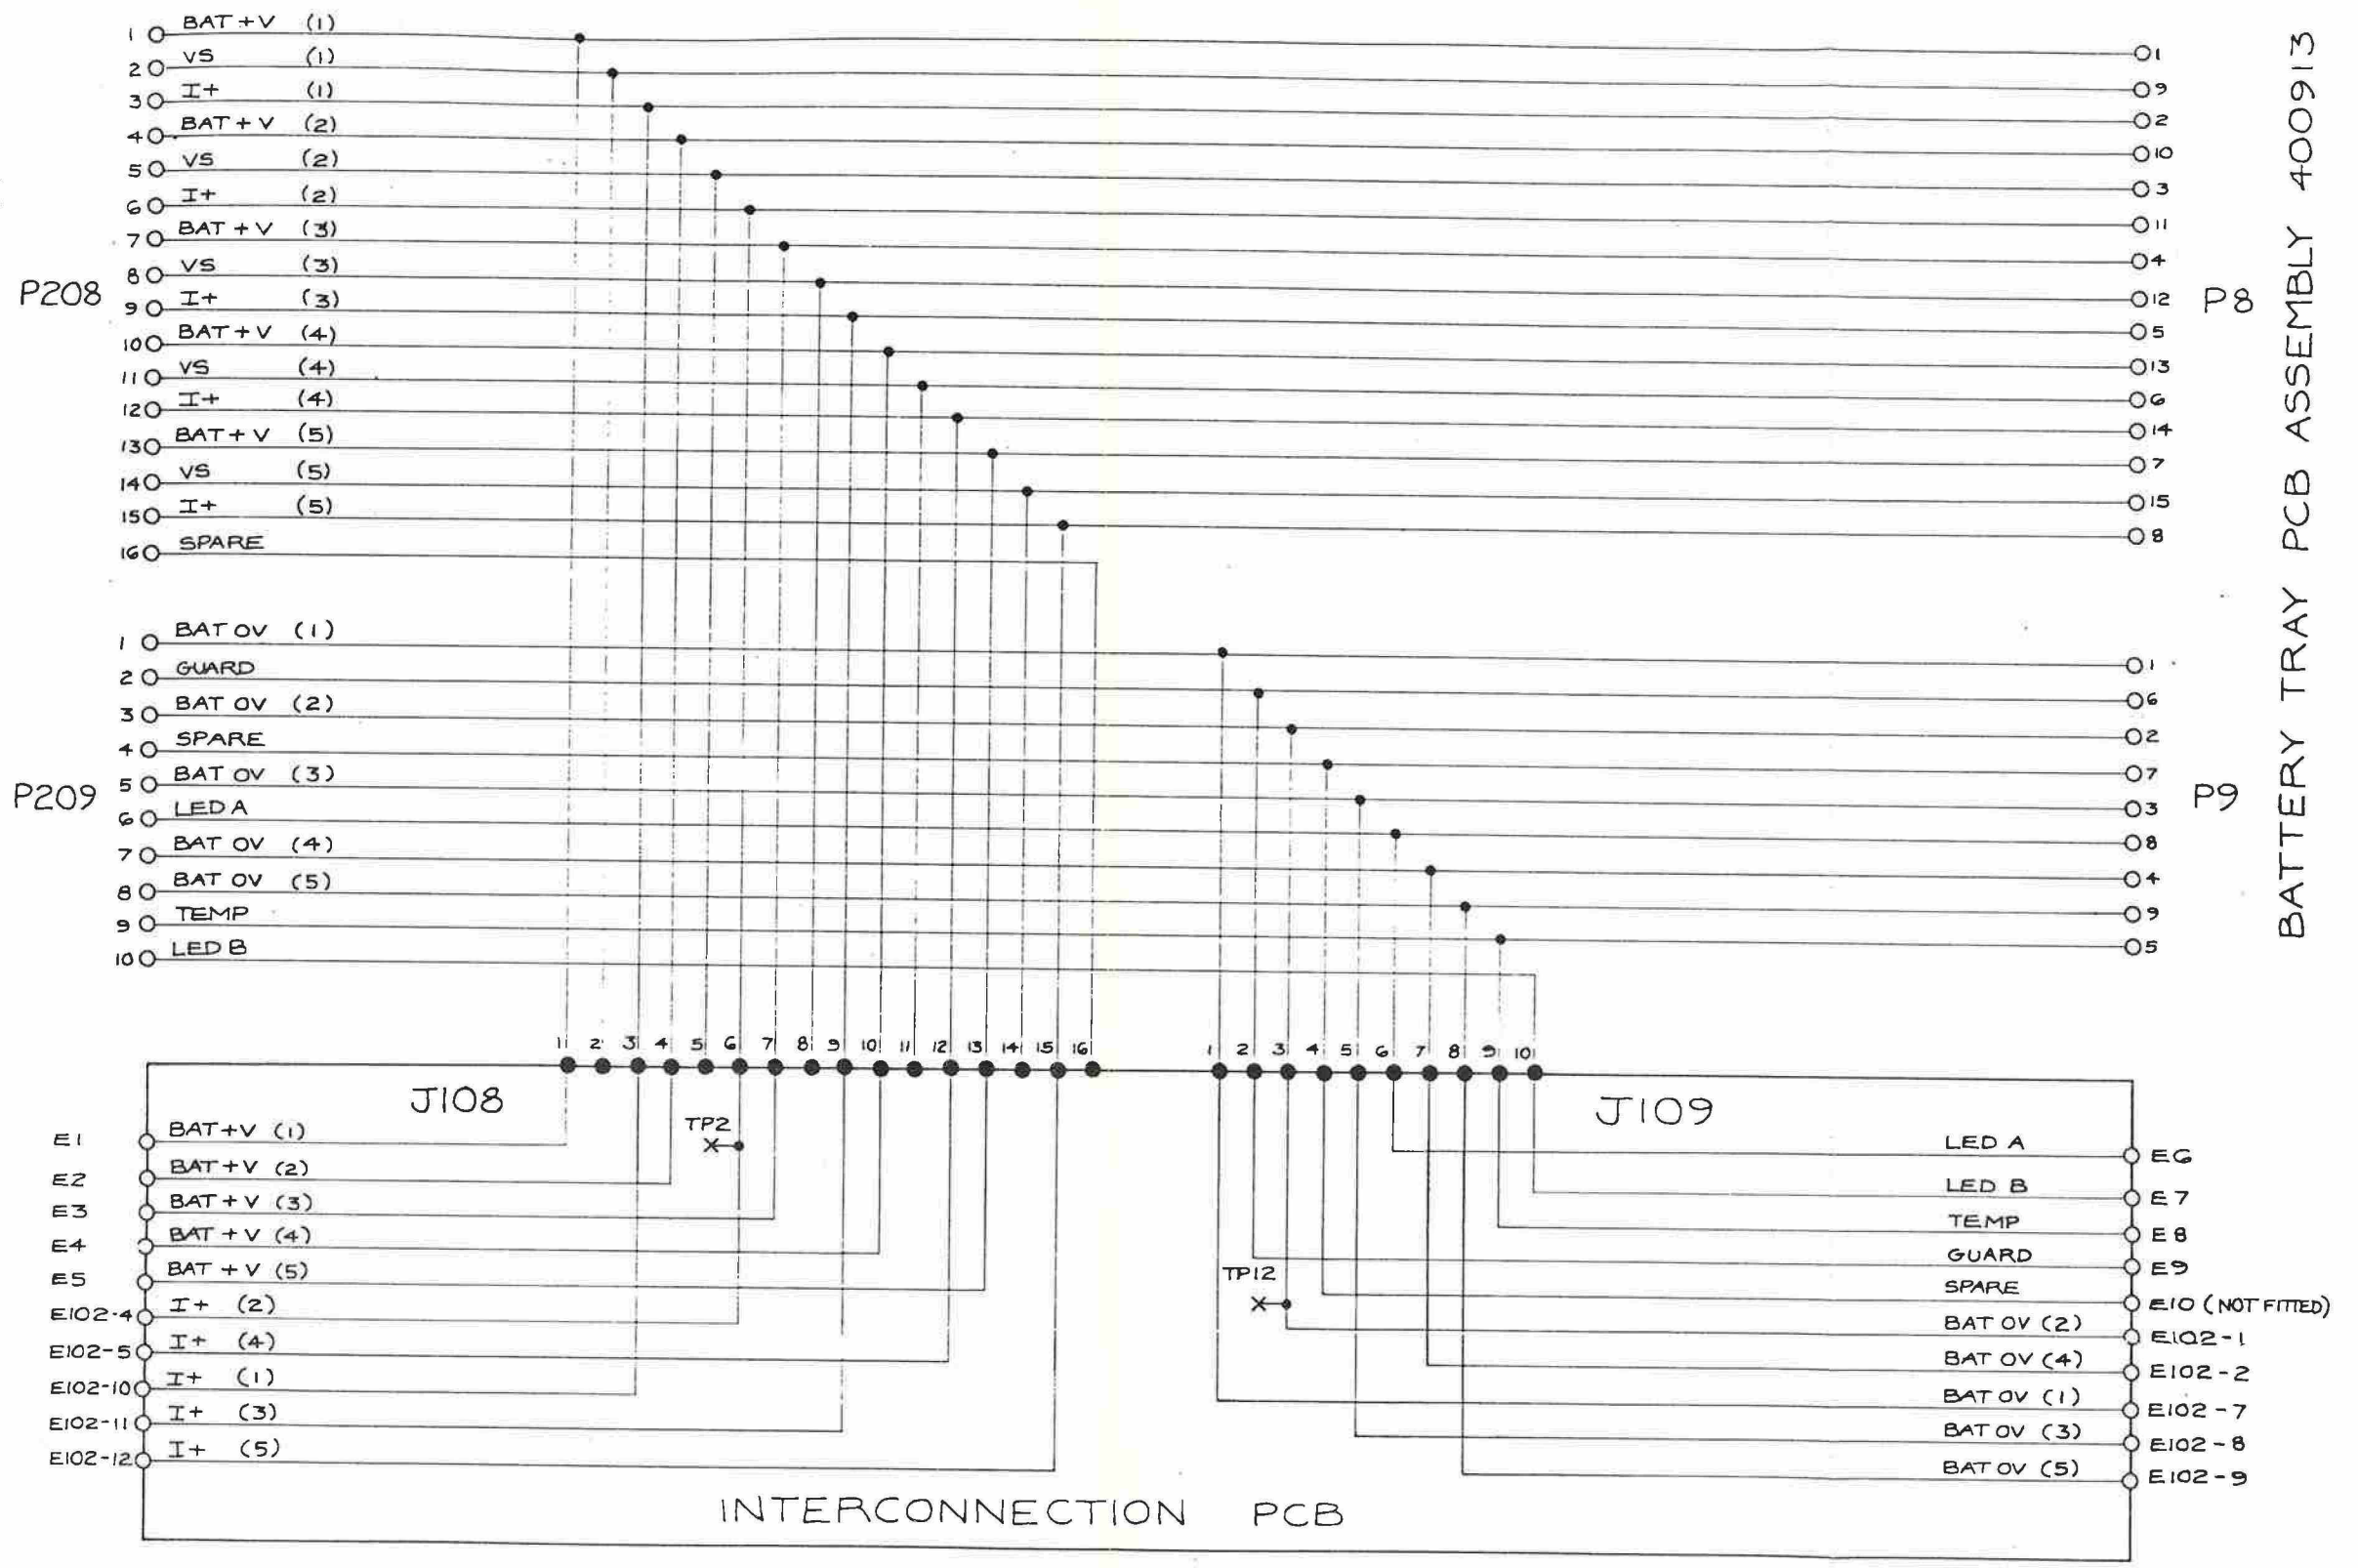 1 BAT+V (1) 1
2 VS (1) 9
3 I+ (1) 2
4 BAT+V (2) 10
5 VS (2) 3
6 I+ (2) 11
7 BAT+V (3) 4
8 VS (3) 12
9 I+ (3) 5
10 BAT+V (4) 13
11 VS (4) 6
12 I+ (4) 14
13 BAT+V (5) 7
14 VS (5) 15
15 I+ (5) 8
16 SPARE
P208
P8
BATTERY TRAY PCB ASSEMBLY 400913
1 BAT OV (1) 1
2 GUARD 6
3 BAT OV (2) 2
4 SPARE 7
5 BAT OV (3) 3
6 LED A 8
7 BAT OV (4) 4
8 BAT OV (5) 9
9 TEMP 5
10 LED B
P209
P9
1 2 3 4 5 6 7 8 9 10 11 12 13 14 15 16
1 2 3 4 5 6 7 8 9 10
J108
J109
E1 BAT+V (1)
E2 BAT+V (2)
E3 BAT+V (3)
E4 BAT+V (4)
E5 BAT+V (5)
E102-4 I+ (2)
E102-5 I+ (4)
E102-10 I+ (1)
E102-11 I+ (3)
E102-12 I+ (5)
TP2
TP12
LED A E6
LED B E7
TEMP E8
GUARD E9
SPARE E10 (NOT FITTED)
BAT OV (2) E102-1
BAT OV (4) E102-2
BAT OV (1) E102-7
BAT OV (3) E102-8
BAT OV (5) E102-9
INTERCONNECTION PCB